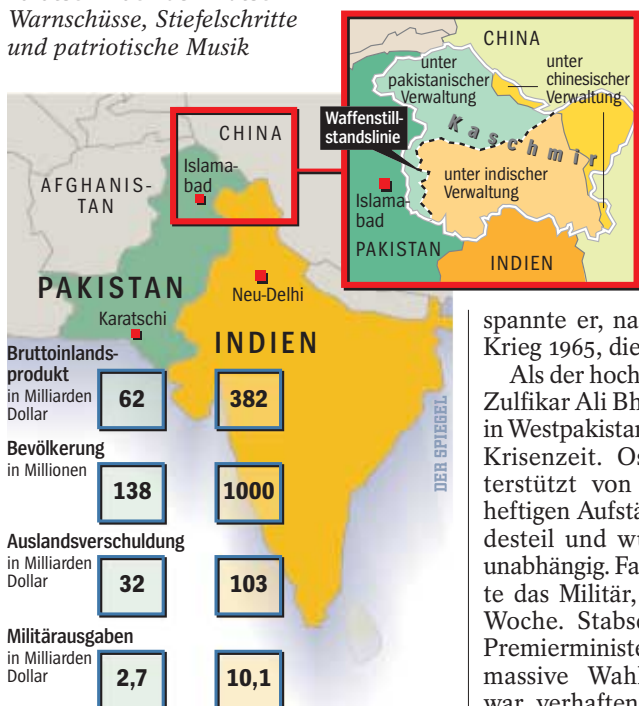 Warnschüsse, Stiefelschritte
und patriotische Musik
CHINA
unter
pakistanischer
Verwaltung
unter
chinesischer
Verwaltung
Waffenstill-
standslinie
Kaschmir
unter indischer
Verwaltung
Islama-
bad
PAKISTAN
INDIEN
CHINA
Islama-
bad
AFGHANIS-
TAN
PAKISTAN
Neu-Delhi
Karatschi
INDIEN
Bruttoinlands-
produkt
in Milliarden
Dollar
62
382
Bevölkerung
in Millionen
138
1000
Auslandsverschuldung
in Milliarden
Dollar
32
103
Militärausgaben
in Milliarden
Dollar
2,7
10,1
DER SPIEGEL
spannte er, na
Krieg 1965, die
Als der hoch
Zulfikar Ali Bh
in Westpakistan
Krisenzeit. Os
terstützt von
heftigen Aufstä
desteil und wu
unabhängig. Fa
te das Militär,
Woche. Stabsc
Premierministe
massive Wahl
war verhaften